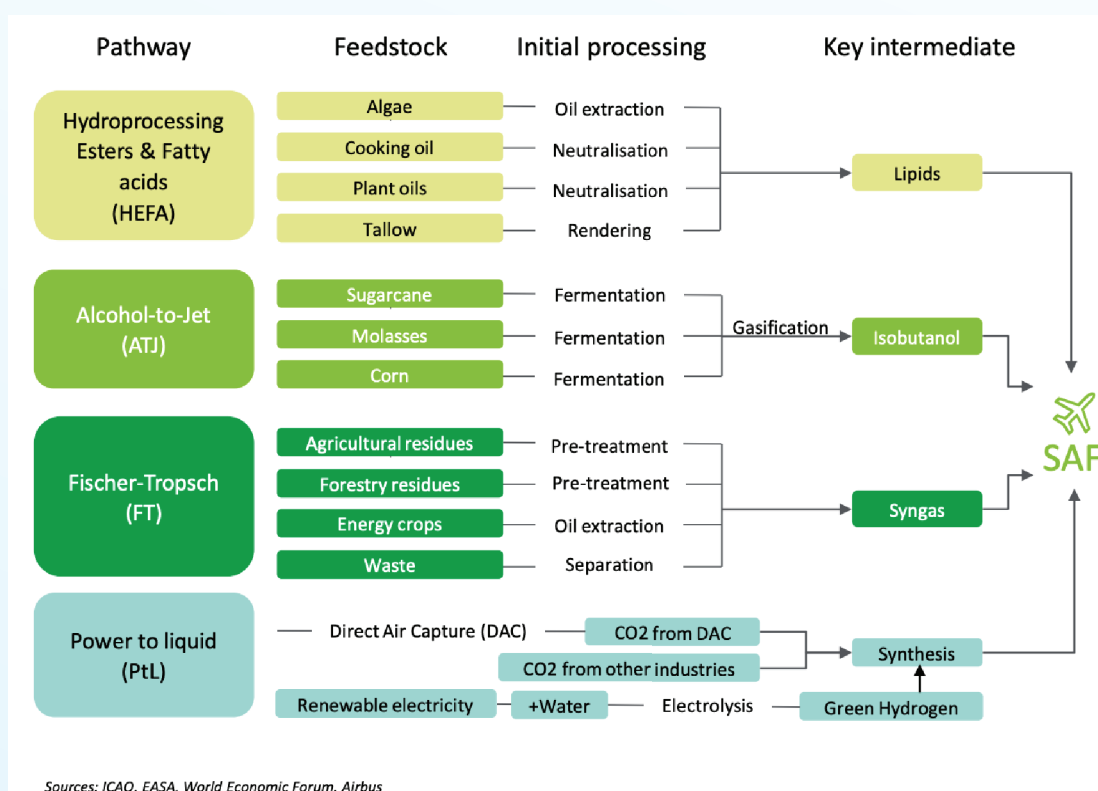 Pathway Feedstock Initial processing Key intermediate
Hydroprocessing
Esters & Fatty
acids
(HEFA)
Algae Oil extraction
Cooking oil Neutralisation
Plant oils Neutralisation
Tallow Rendering
Lipids
Alcohol-to-Jet
(ATJ)
Sugarcane Fermentation
Molasses Fermentation
Corn Fermentation
Gasification
Isobutanol
Fischer-Tropsch
(FT)
Agricultural residues Pre-treatment
Forestry residues Pre-treatment
Energy crops Oil extraction
Waste Separation
Syngas
SAF
Power to liquid
(PtL)
Direct Air Capture (DAC) CO2 from DAC
CO2 from other industries
Synthesis
Renewable electricity +Water Electrolysis Green Hydrogen
Sources: ICAO, EASA, World Economic Forum, Airbus